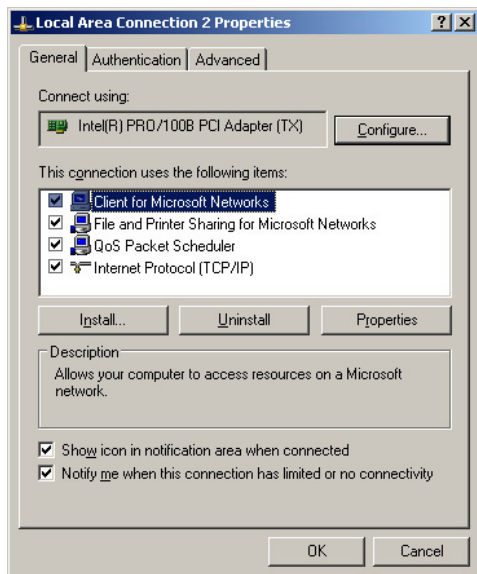 Local Area Connection 2 Properties
General Authentication Advanced
Connect using:
Intel(R) PRO/100B PCI Adapter (TX) Configure...
This connection uses the following items:
Client for Microsoft Networks
File and Printer Sharing for Microsoft Networks
QoS Packet Scheduler
Internet Protocol (TCP/IP)
Install... Uninstall Properties
Description
Allows your computer to access resources on a Microsoft
network.
Show icon in notification area when connected
Notify me when this connection has limited or no connectivity
OK Cancel